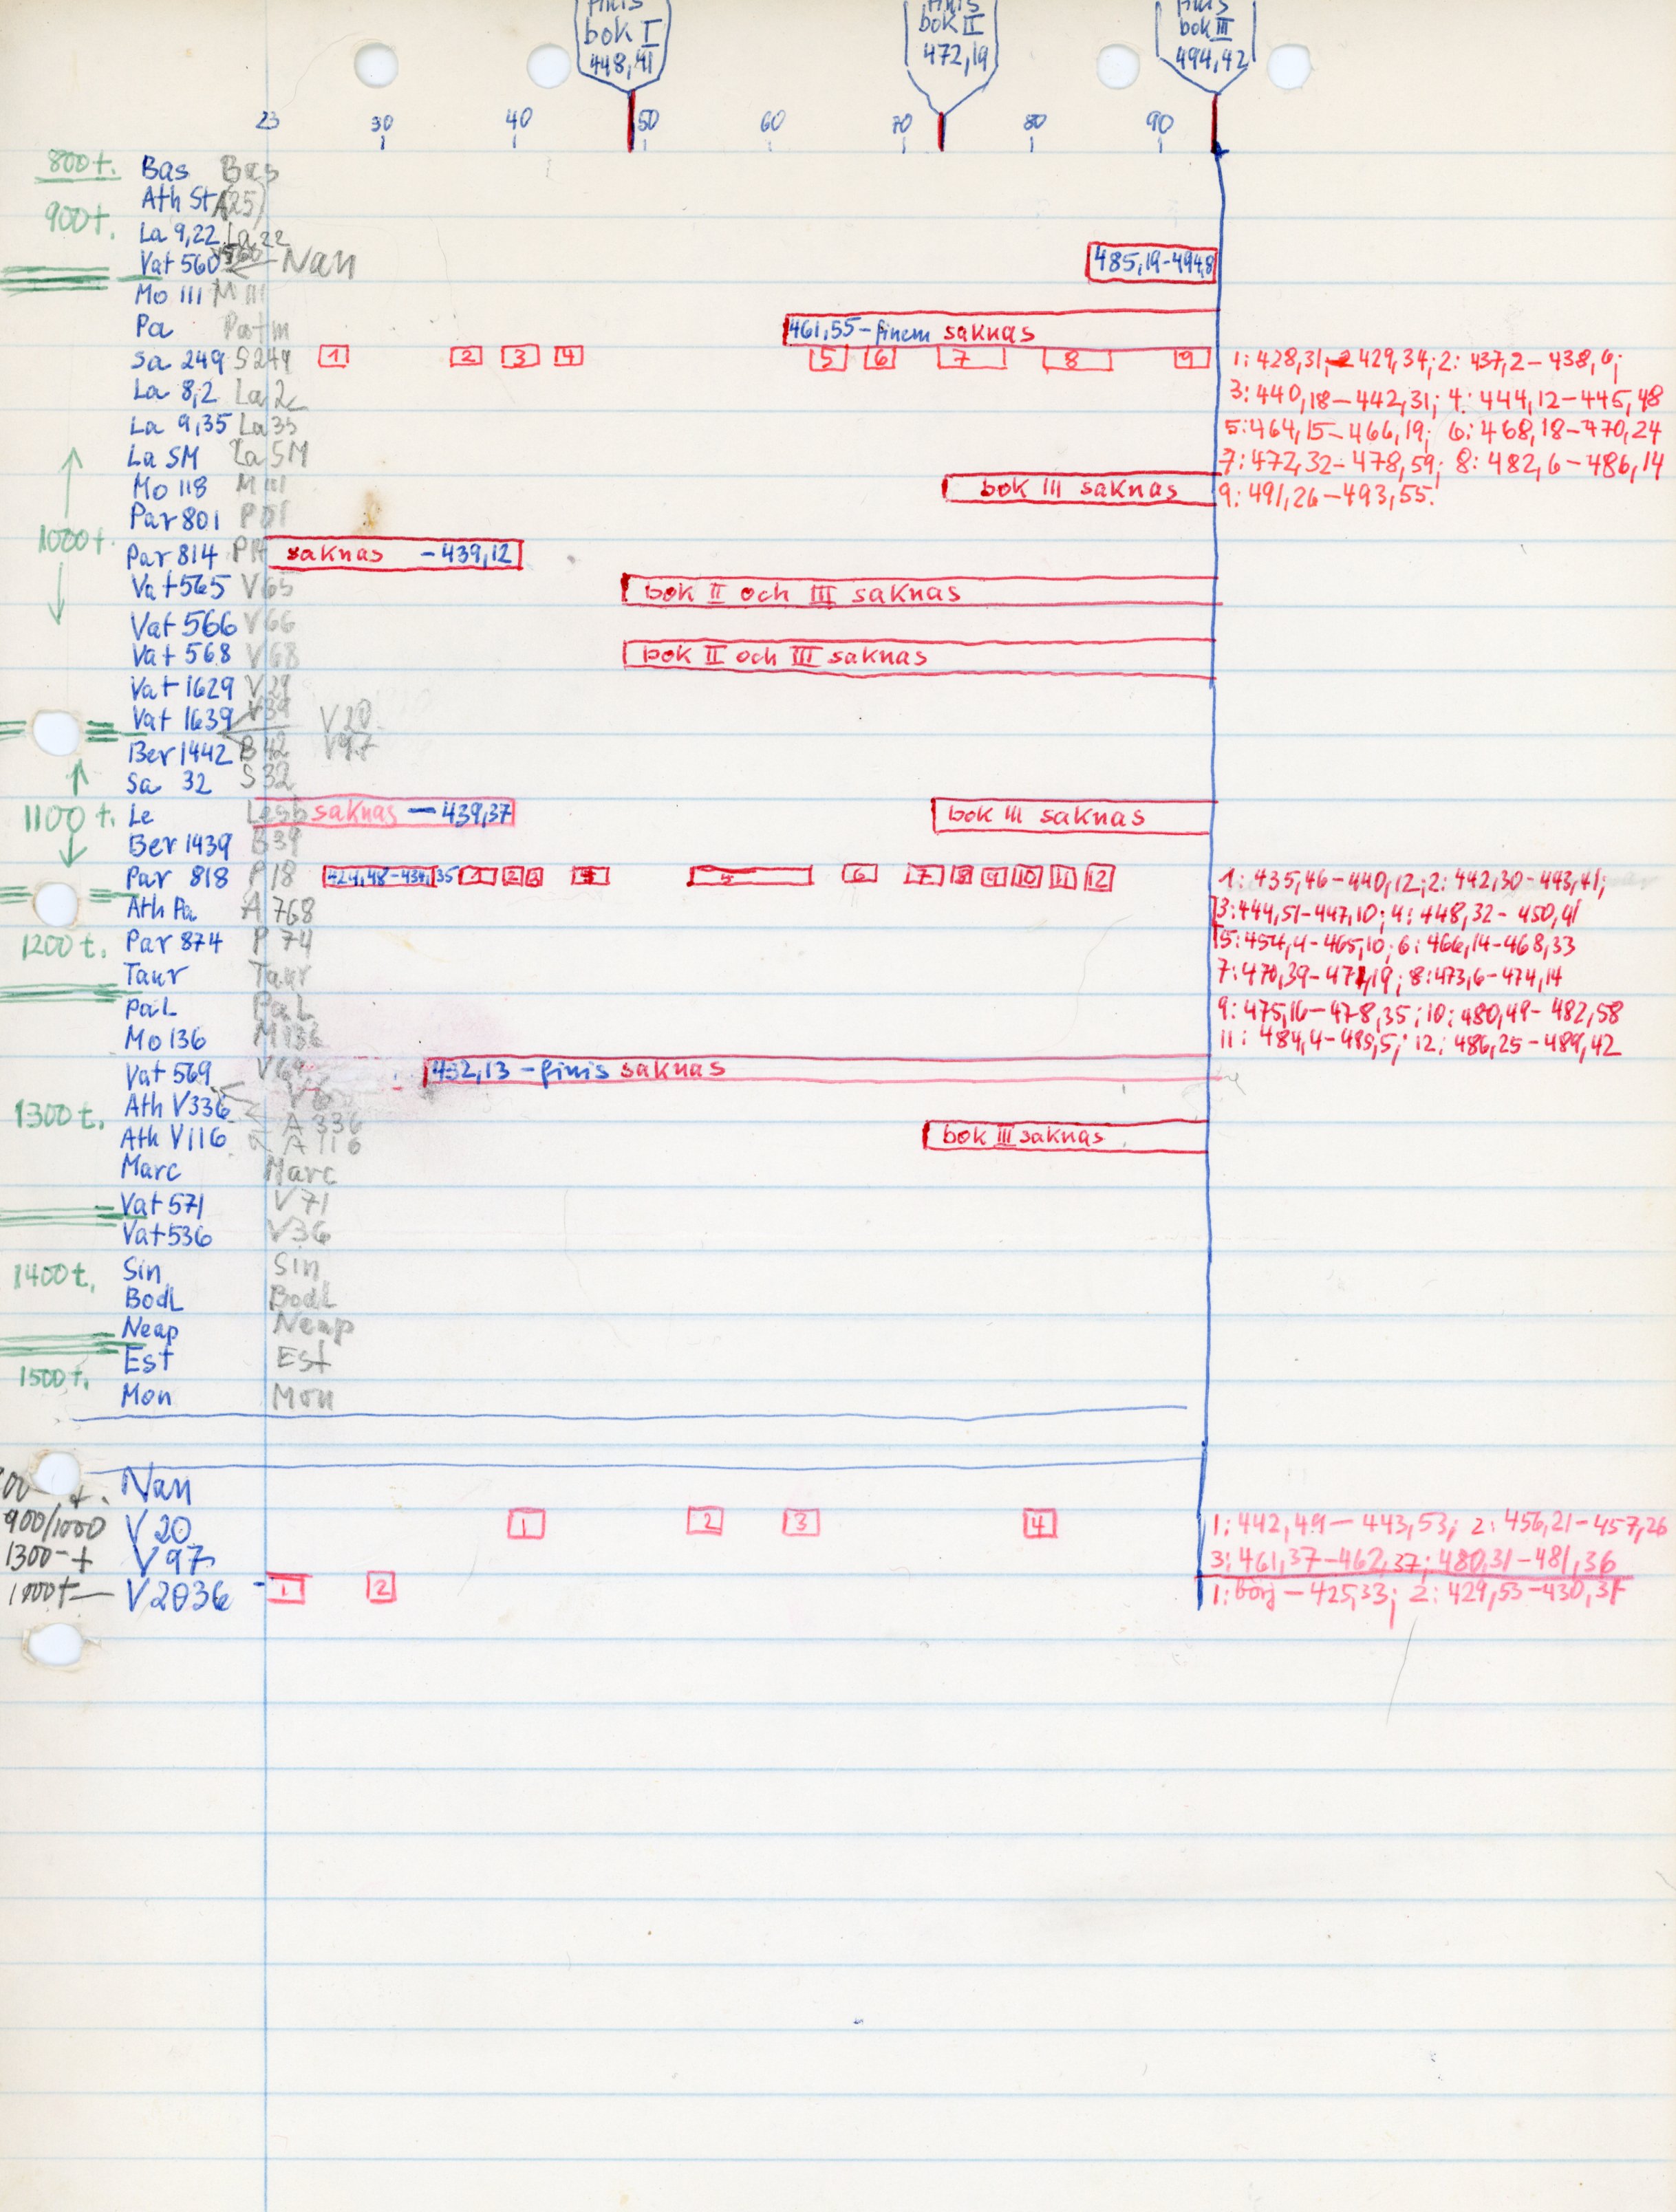 finis finis finis
bok I bok II bok III
448,41 472,19 494,42
23 30 40 50 60 70 80 90
800 t. Bas Bas
Ath St A25)
900 t.
La 9,22 La 22
Vat 560 V560 Nan 485,19-494,8
Mo 111 M 111
Pa Patm 461,55-finem saknas
Sa 249 S249 1 2 3 4 5 6 7 8 9 1: 428,31-429,34; 2: 437,2-438,6;
La 8,2 La 2 3: 440,18-442,31; 4: 444,12-445,48
La 9,35 La 35 5: 464,15-466,19; 6: 468,18-470,24
La SM La SM 7: 472,32-478,59; 8: 482,6-486,14
Mo 118 bok III saknas 9: 491,26-493,55.
Par 801 P01
1000 t.
Par 814 P14 saknas -439,12
Vat 565 V65 bok II och III saknas
Vat 566 V66
Vat 568 V68 bok II och III saknas
Vat 1629 V29
Vat 1639 V39 V20
Ber 1442 B42 V97
Sa 32 S32
1100 t. Le Lesb saknas - 439,37 bok III saknas
Ber 1439 B39
Par 818 P18 424,48-434,35 1 2 3 4 5 6 7 8 9 10 11 12 1: 435,46-440,12; 2: 442,30-443,41;
Ath Pa A 768 3: 444,51-447,10; 4: 448,32-450,41
1200 t. Par 874 P 74 5: 454,4-465,10; 6: 466,14-468,33
Taur Taur 7: 470,39-471,19; 8: 473,6-474,14
PaL PaL 9: 475,16-478,35; 10: 480,49-482,58
Mo 136 M136 11: 484,4-485,5; 12: 486,25-489,42
Vat 569 V69 432,13 - finis saknas
1300 t. Ath V336 A 336
Ath V116 A 116 bok III saknas
Marc Marc
Vat 571 V71
Vat 536 V36
1400 t. Sin Sin
Bodl Bodl
Neap Neap
Est Est
1500 t.
Mon Mon
Nan
900/1000 V 20 1 2 3 4 1: 442,49-443,53; 2: 456,21-457,26
1300-t V 97 3: 461,37-462,37; 480,31-481,36
V2036 1 2 1: börj - 425,33; 2: 429,53-430,37